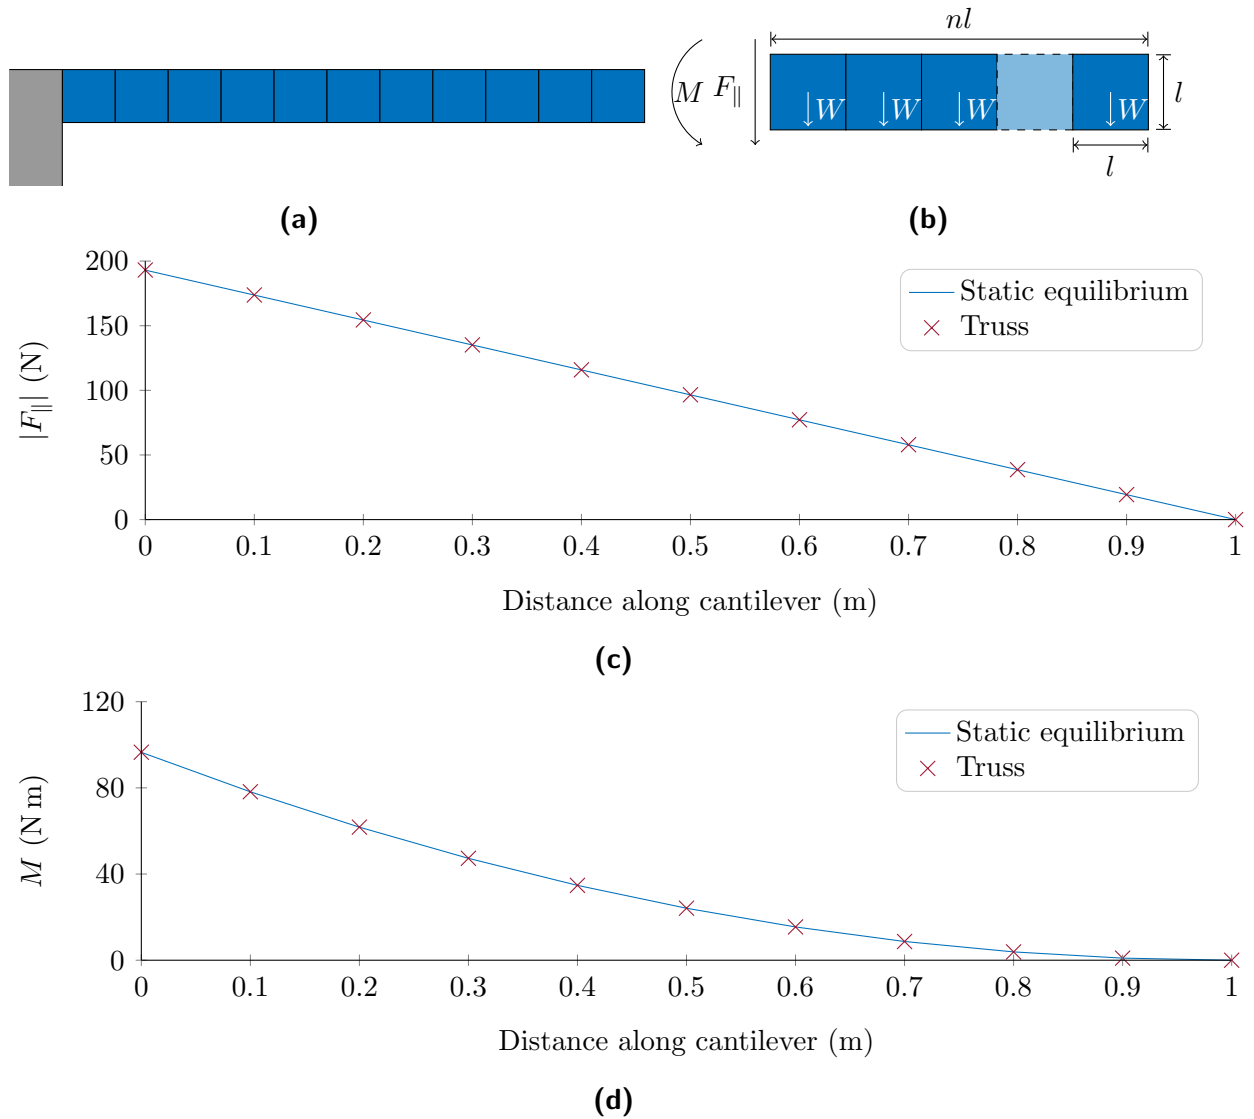 nl
M F∥ W W W W l
l
(a) (b)
200
150
100
50
0
|F∥| (N)
Static equilibrium
Truss
0 0.1 0.2 0.3 0.4 0.5 0.6 0.7 0.8 0.9 1
Distance along cantilever (m)
(c)
120
80
40
0
M (N m)
Static equilibrium
Truss
0 0.1 0.2 0.3 0.4 0.5 0.6 0.7 0.8 0.9 1
Distance along cantilever (m)
(d)